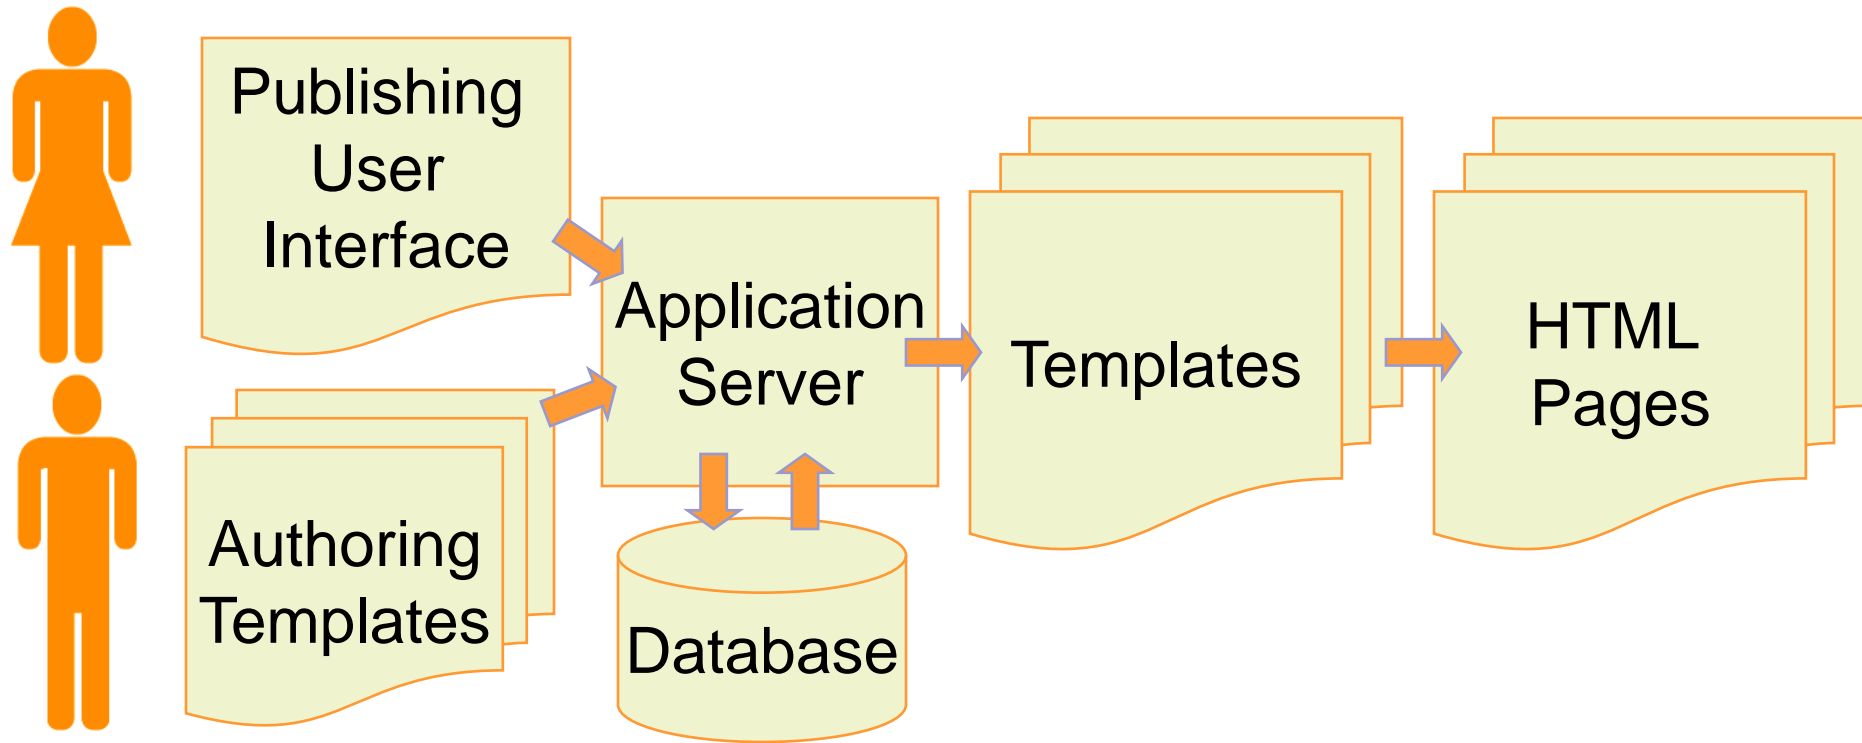 Publishing
User
Interface
Application
Server
Templates
HTML
Pages
Authoring
Templates
Database